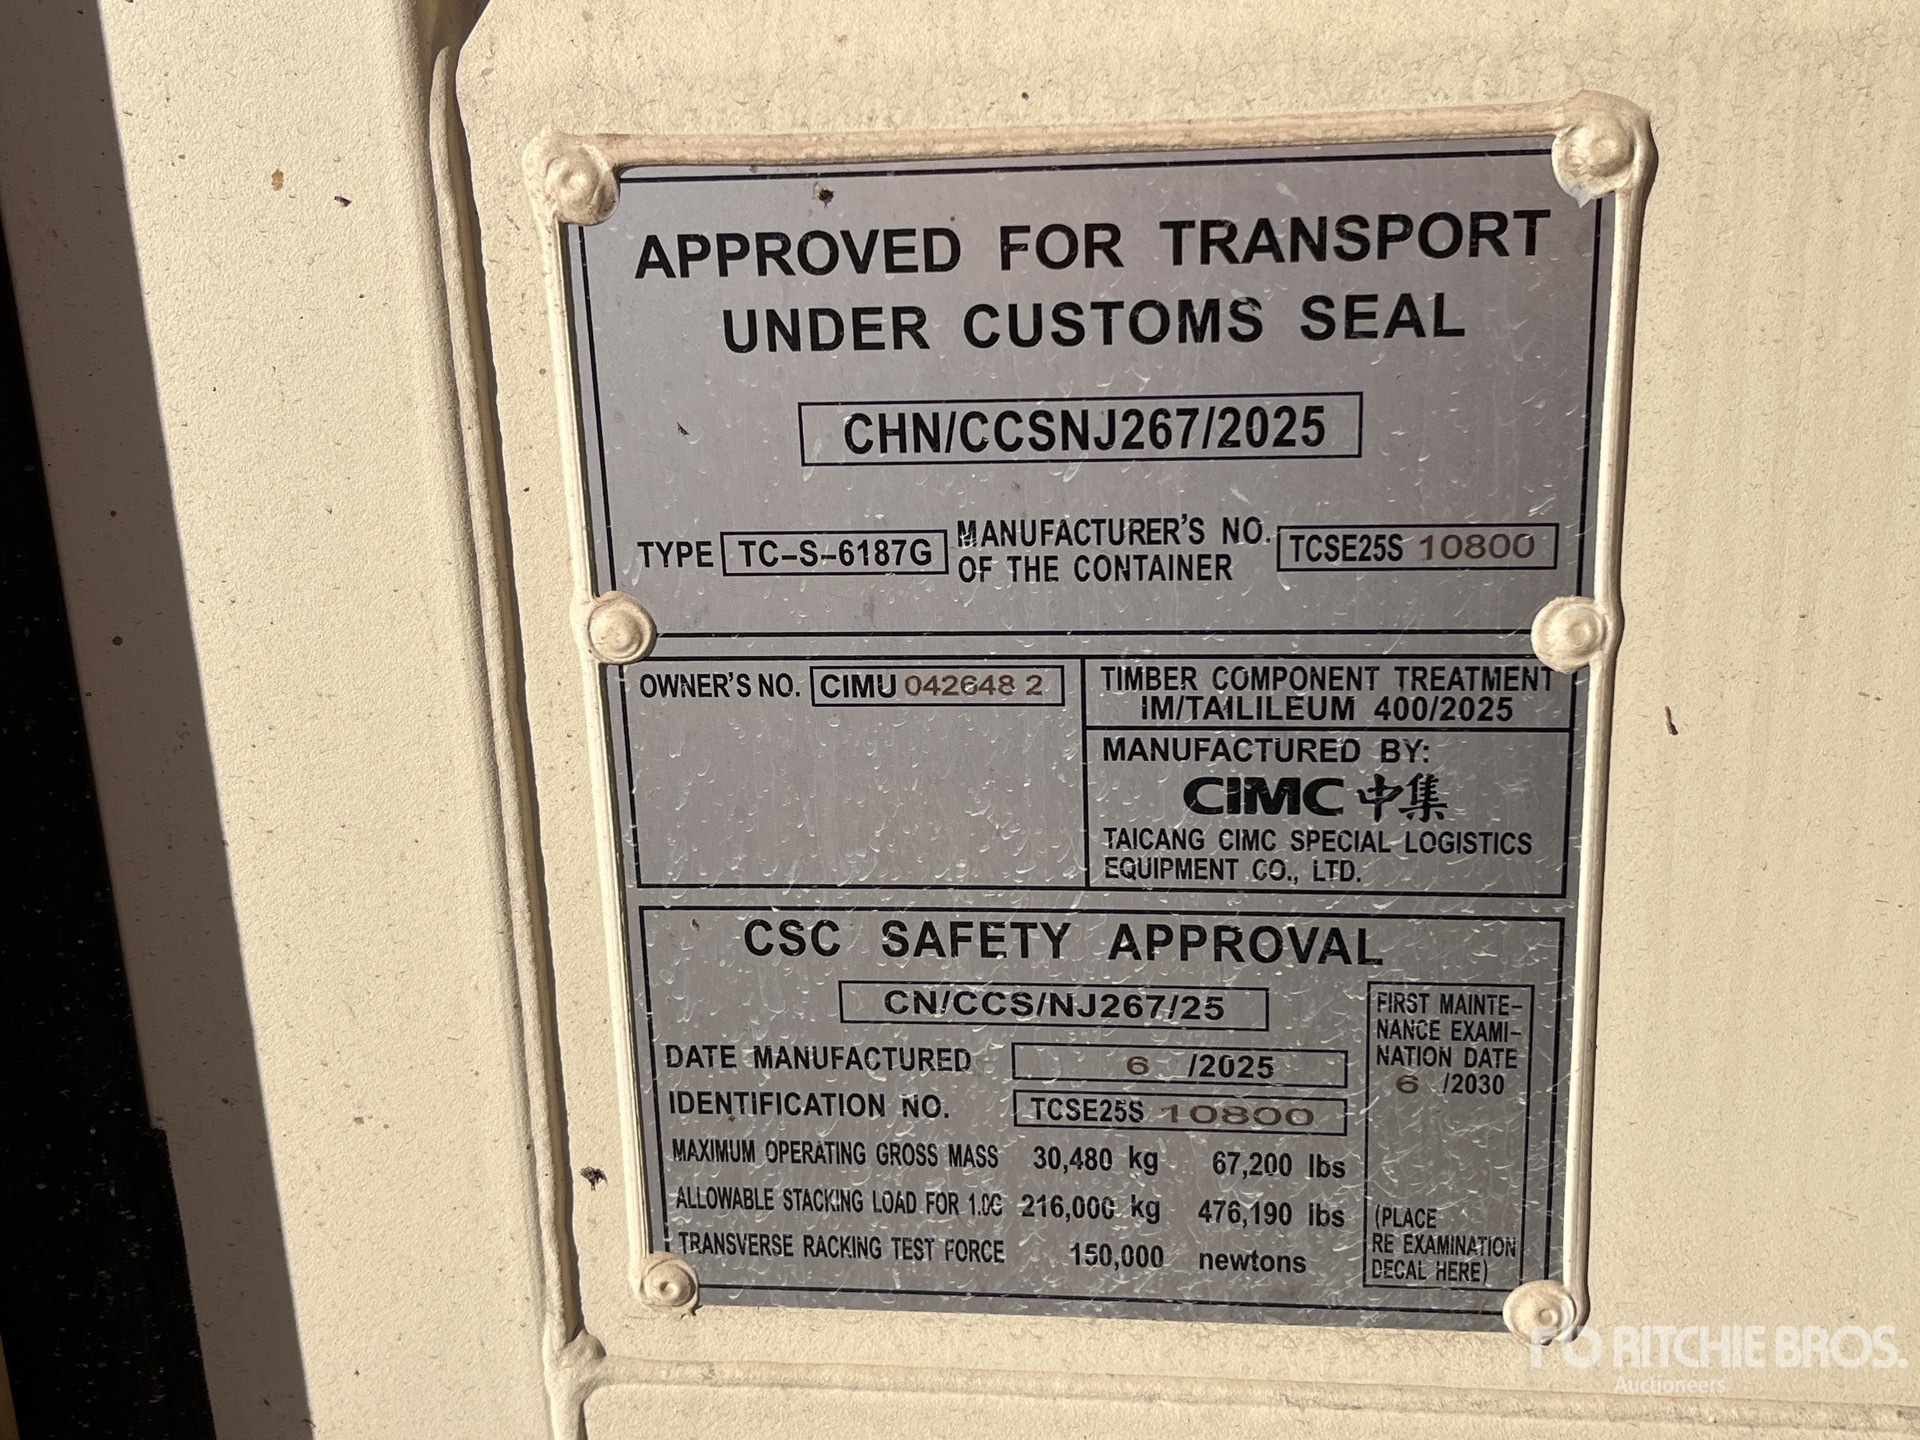 APPROVED FOR TRANSPORT
UNDER CUSTOMS SEAL
CHN/CCSNJ267/2025
TYPE TC-S-6187G MANUFACTURER'S NO. OF THE CONTAINER TCSE25S 10800
OWNER'S NO. CIMU 042648 2
TIMBER COMPONENT TREATMENT
IM/TAILILEUM 400/2025
MANUFACTURED BY:
CIMC 中集
TAICANG CIMC SPECIAL LOGISTICS
EQUIPMENT CO., LTD.
CSC SAFETY APPROVAL
CN/CCS/NJ267/25
DATE MANUFACTURED 6 /2025
IDENTIFICATION NO. TCSE25S 10800
MAXIMUM OPERATING GROSS MASS 30,480 kg 67,200 lbs
ALLOWABLE STACKING LOAD FOR 1.0G 216,000 kg 476,190 lbs
TRANSVERSE RACKING TEST FORCE 150,000 newtons
FIRST MAINTE-
NANCE EXAMI-
NATION DATE
6 /2030
(PLACE
RE EXAMINATION
DECAL HERE)
RITCHIE BROS.
Auctioneers